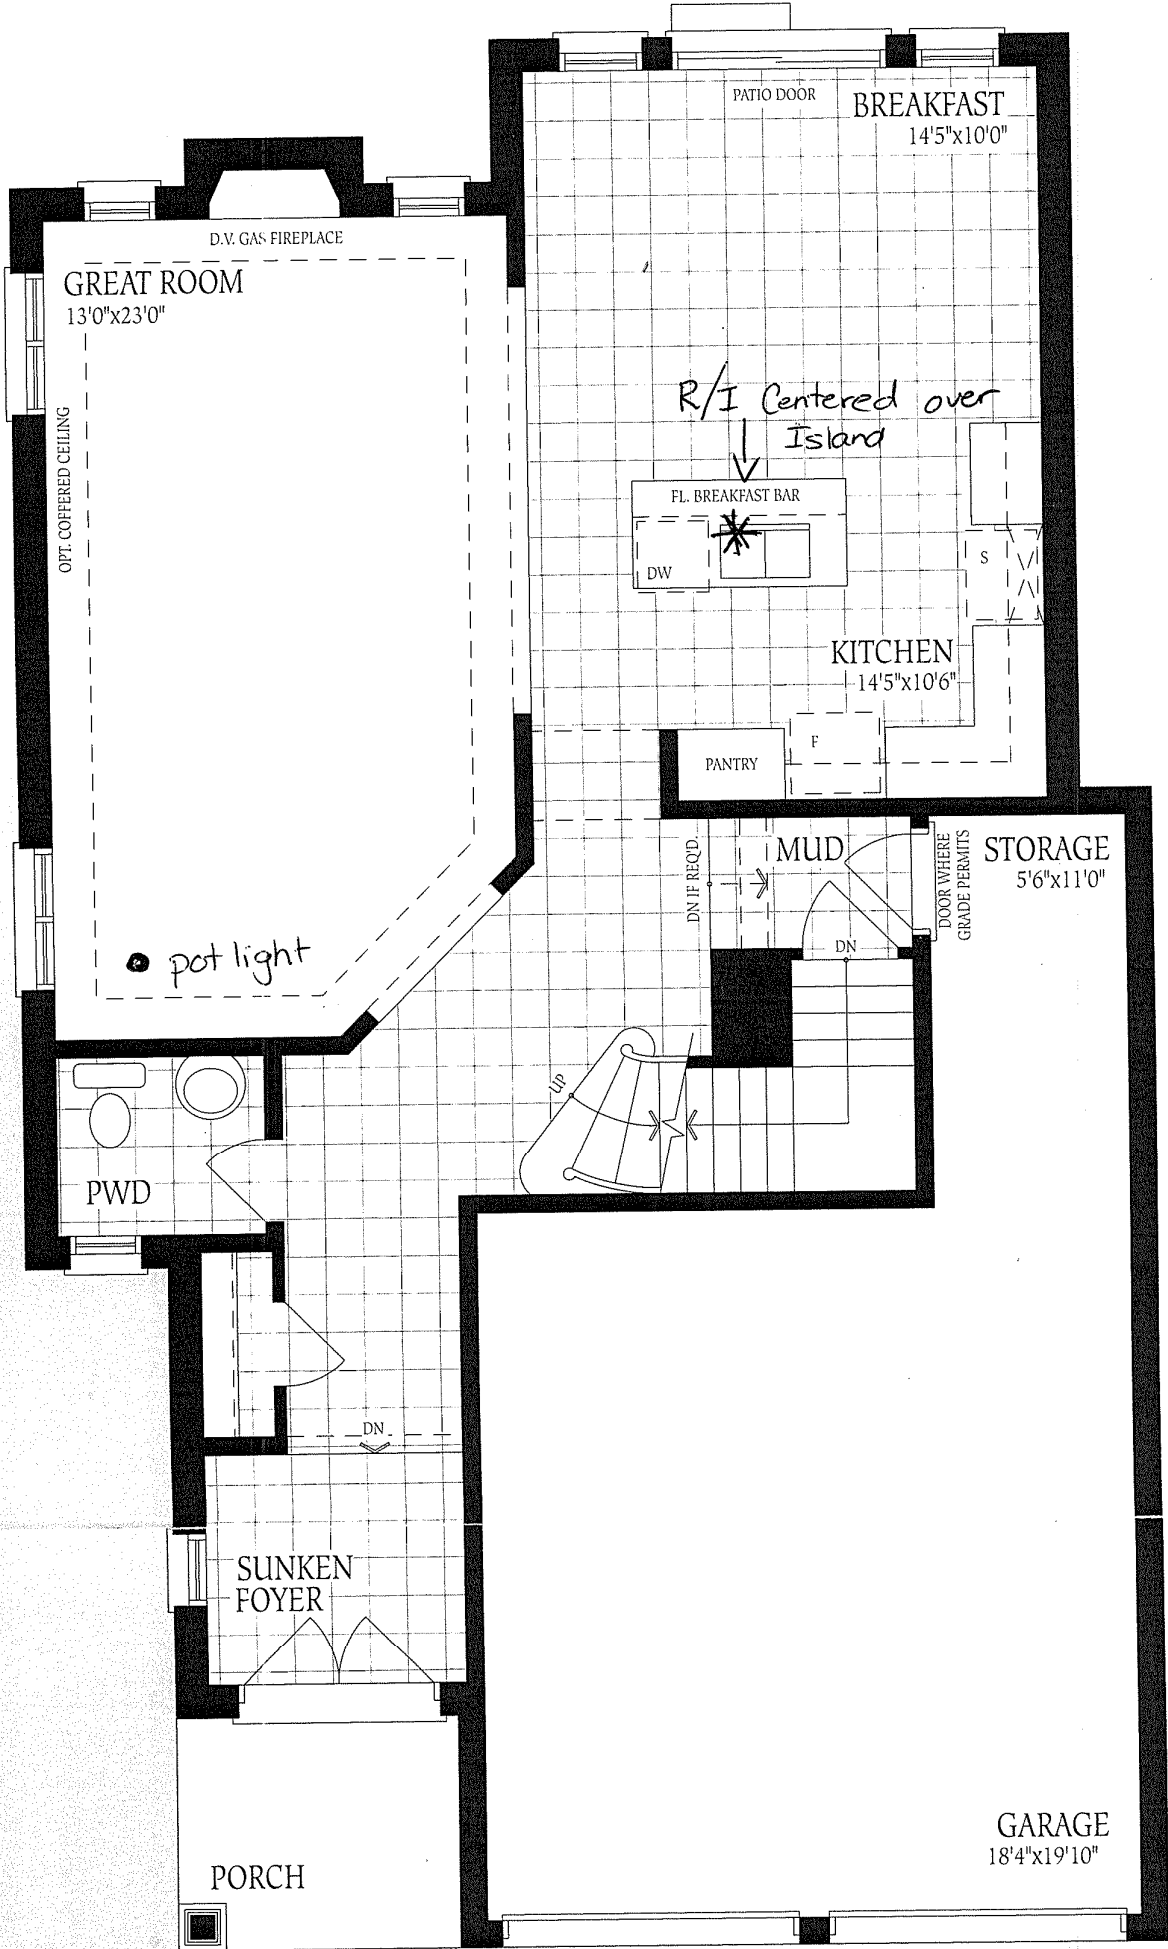 PATIO DOOR
BREAKFAST
14'5"x10'0"
D.V. GAS FIREPLACE
GREAT ROOM
13'0"x23'0"
OPT. COFFERED CEILING
R/I Centered over
Island
FL. BREAKFAST BAR
DW
S
KITCHEN
14'5"x10'6"
F
PANTRY
DN IF REQ'D.
MUD
DOOR WHERE
GRADE PERMITS
STORAGE
5'6"x11'0"
DN
pot light
UP
PWD
DN
SUNKEN
FOYER
PORCH
GARAGE
18'4"x19'10"